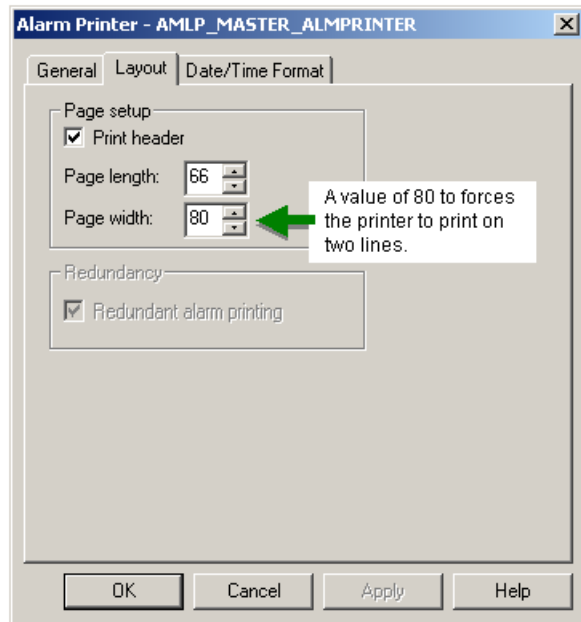 Alarm Printer - AMLP_MASTER_ALMPRINTER
General Layout Date/Time Format
Page setup
Print header
Page length: 66
Page width: 80
A value of 80 to forces
the printer to print on
two lines.
Redundancy
Redundant alarm printing
OK Cancel Apply Help